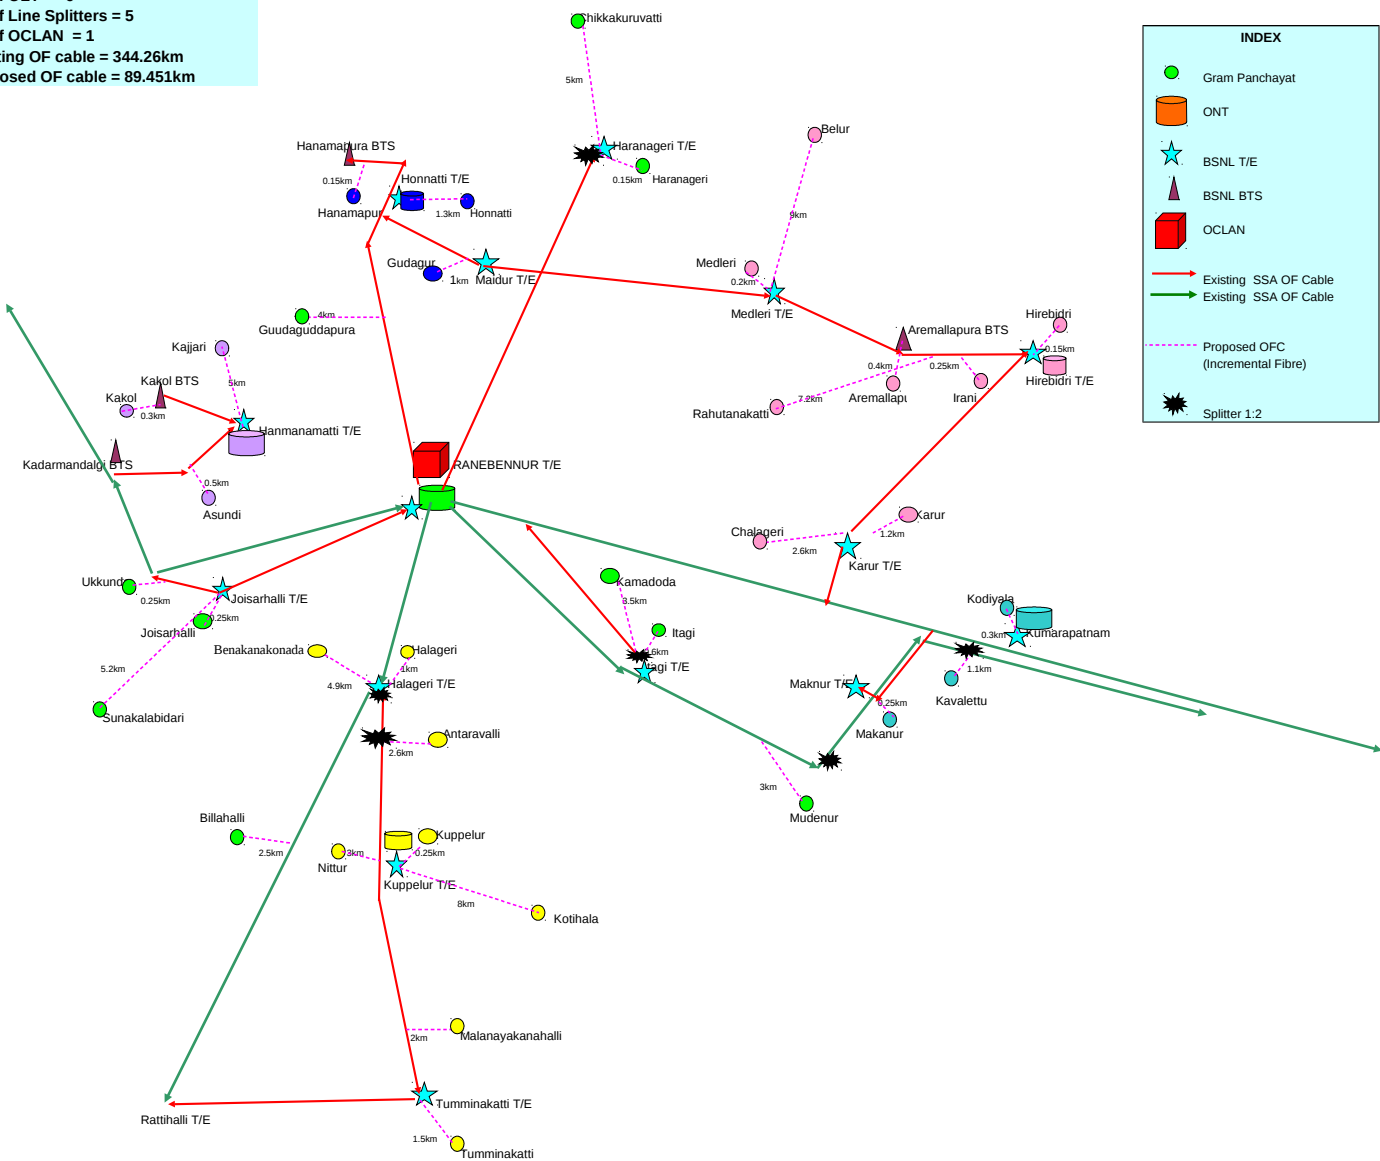 f Line Splitters = 5
f OCLAN = 1
ting OF cable = 344.26km
osed OF cable = 89.451km
INDEX
Gram Panchayat
ONT
BSNL T/E
BSNL BTS
OCLAN
Existing SSA OF Cable
Existing SSA OF Cable
Proposed OFC
(Incremental Fibre)
Splitter 1:2
Chikkakuruvatti
5km
Haranageri T/E
0.15km
Haranageri
Belur
9km
Hanamapura BTS
0.15km
Hanamapur
Honnatti T/E
1.3km
Honnatti
Gudagur
1km
Maidur T/E
Medleri
0.2km
Medleri T/E
Guudaguddapura
4km
Aremallapura BTS
Hirebidri
0.15km
Hirebidri T/E
0.4km
0.25km
Aremallapu
Irani
7.2km
Rahutanakatti
Kajjari
5km
Kakol BTS
Kakol
0.3km
Hanmanamatti T/E
Kadarmandalgi BTS
0.5km
Asundi
RANEBENNUR T/E
Chalageri
2.6km
Karur
1.2km
Karur T/E
Ukkund
0.25km
Joisarhalli T/E
0.25km
Joisarhalli
5.2km
Sunakalabidari
Kamadoda
3.5km
Itagi
6km
agi T/E
Kodiyala
0.3km
Kumarapatnam
1.1km
Kavalettu
Benakanakonada
4.9km
Halageri
1km
Halageri T/E
Maknur T/E
0.25km
Makanur
Antaravalli
2.6km
3km
Mudenur
Billahalli
2.5km
Nittur
3km
Kuppelur
0.25km
Kuppelur T/E
8km
Kotihala
2km
Malanayakanahalli
Rattihalli T/E
Tumminakatti T/E
1.5km
Tumminakatti